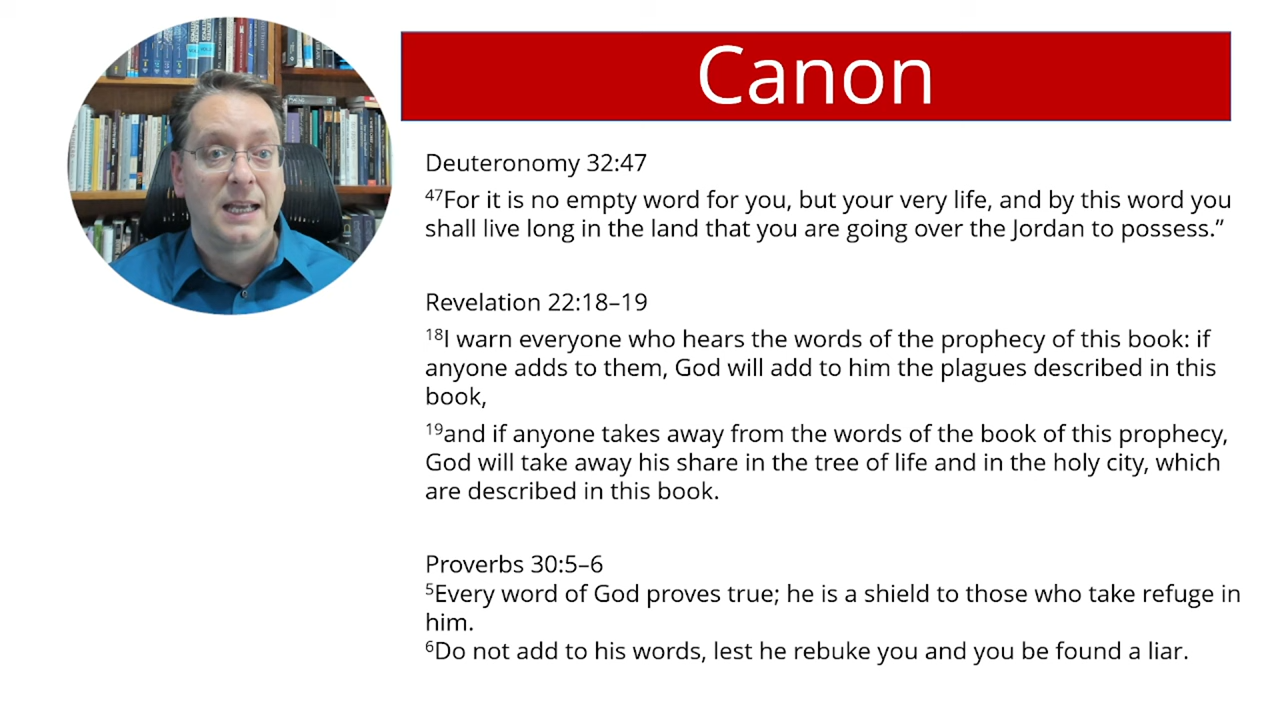 Canon
Deuteronomy 32:47
47For it is no empty word for you, but your very life, and by this word you
shall live long in the land that you are going over the Jordan to possess.”
Revelation 22:18–19
18I warn everyone who hears the words of the prophecy of this book: if
anyone adds to them, God will add to him the plagues described in this
book,
19and if anyone takes away from the words of the book of this prophecy,
God will take away his share in the tree of life and in the holy city, which
are described in this book.
Proverbs 30:5–6
5Every word of God proves true; he is a shield to those who take refuge in
him.
6Do not add to his words, lest he rebuke you and you be found a liar.